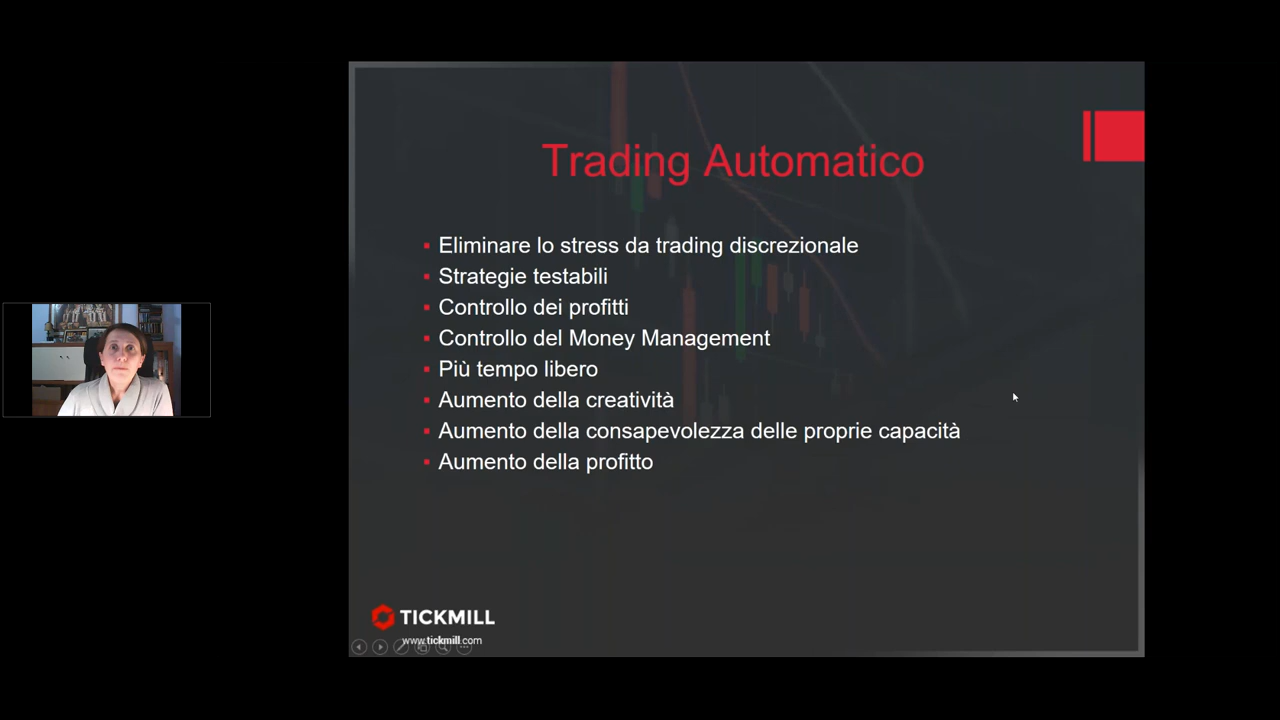 Trading Automatico
Eliminare lo stress da trading discrezionale
Strategie testabili
Controllo dei profitti
Controllo del Money Management
Più tempo libero
Aumento della creatività
Aumento della consapevolezza delle proprie capacità
Aumento della profitto
TICKMILL
www.tickmill.com